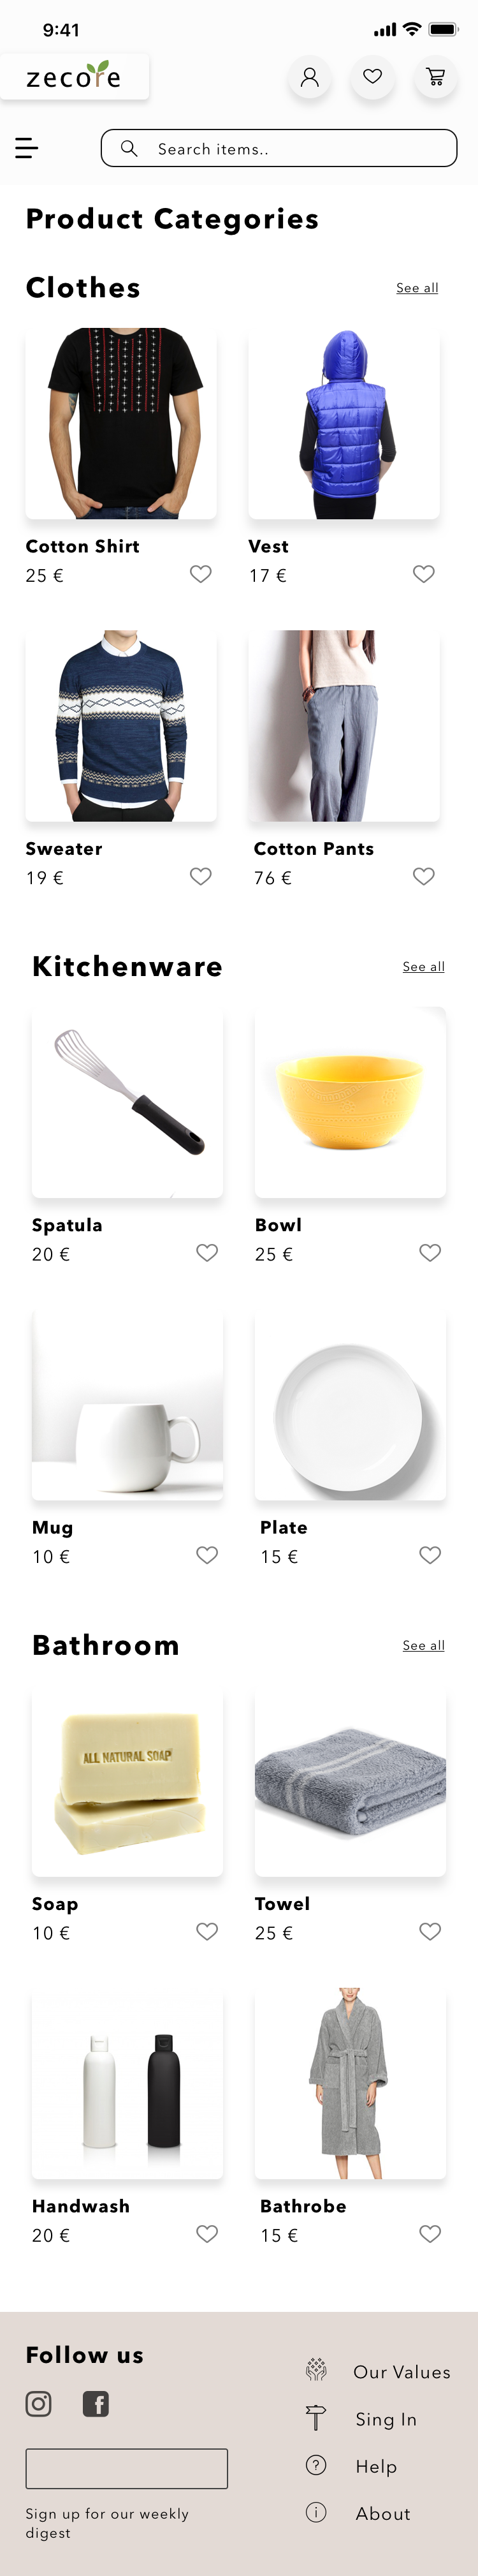 9:41
zecore
Search items..
Product Categories
Clothes
See all
Cotton Shirt
Vest
25 €
17 €
Sweater
Cotton Pants
19 €
76 €
Kitchenware
See all
Spatula
Bowl
20 €
25 €
Mug
Plate
10 €
15 €
Bathroom
See all
ALL NATURAL SOAP
Soap
Towel
10 €
25 €
Handwash
Bathrobe
20 €
15 €
Follow us
Our Values
Sing In
Help
About
Sign up for our weekly
digest